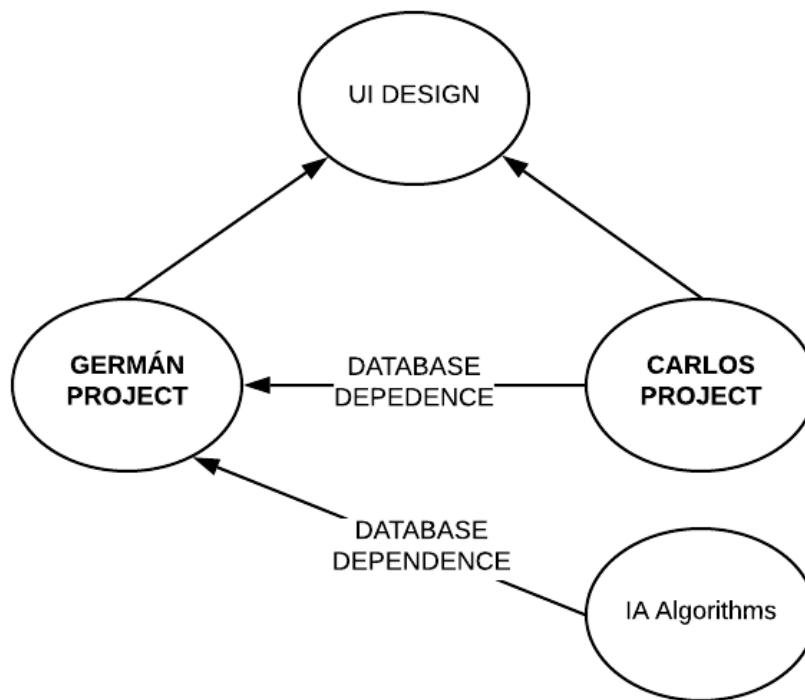 UI DESIGN
GERMÁN
PROJECT
DATABASE
DEPEDENCE
CARLOS
PROJECT
DATABASE
DEPENDENCE
IA Algorithms